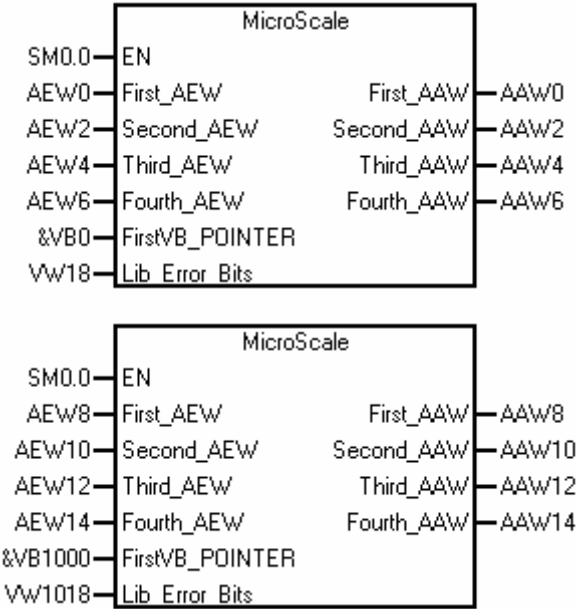 MicroScale
SM0.0 EN
AEW0 First_AEW First_AAW AAW0
AEW2 Second_AEW Second_AAW AAW2
AEW4 Third_AEW Third_AAW AAW4
AEW6 Fourth_AEW Fourth_AAW AAW6
&VB0 FirstVB_POINTER
VW18 Lib_Error_Bits
MicroScale
SM0.0 EN
AEW8 First_AEW First_AAW AAW8
AEW10 Second_AEW Second_AAW AAW10
AEW12 Third_AEW Third_AAW AAW12
AEW14 Fourth_AEW Fourth_AAW AAW14
&VB1000 FirstVB_POINTER
VW1018 Lib_Error_Bits